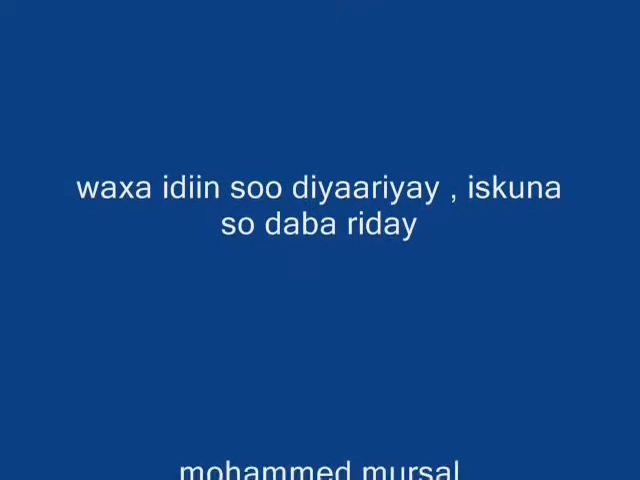 waxa idiin soo diyaariyay , iskuna
so daba riday
mohammed mursal